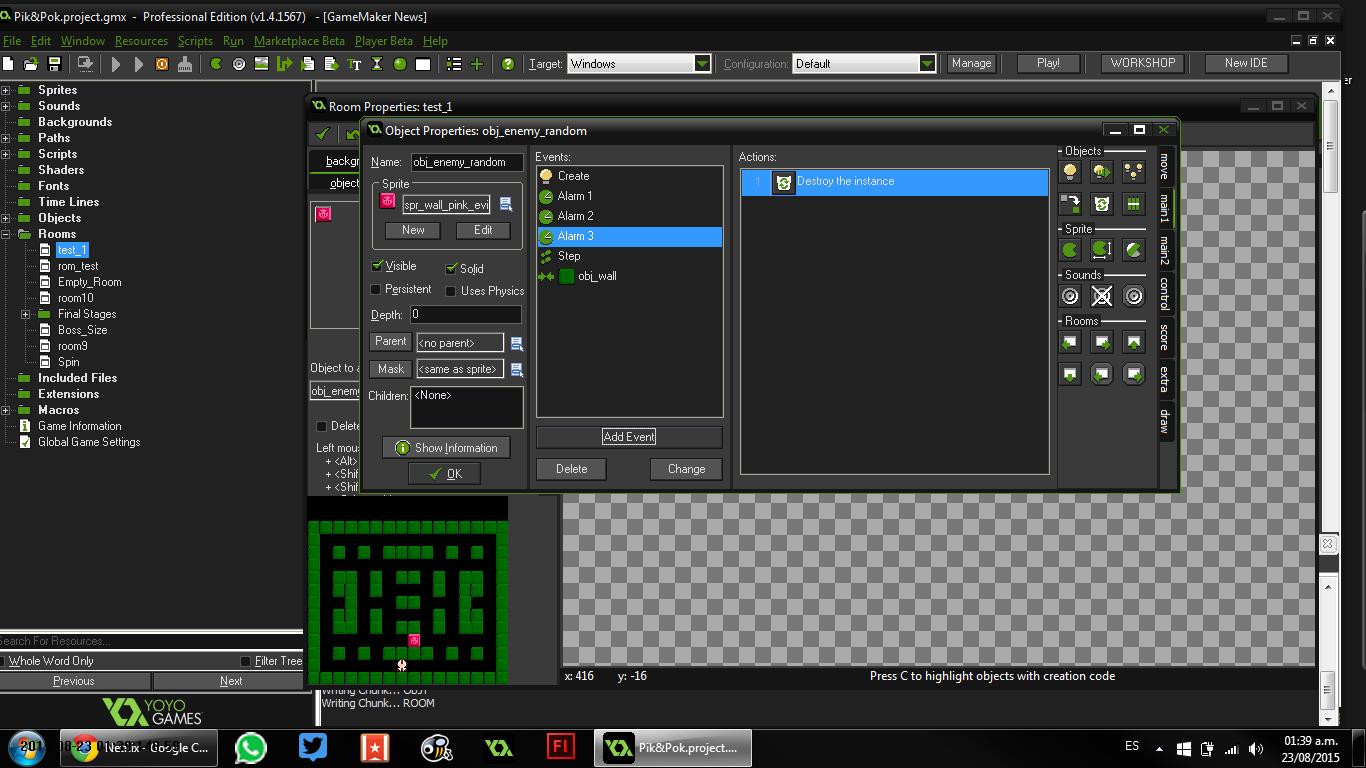 Pik&Pok.project.gmx - Professional Edition (v1.4.1567) - [GameMaker News]
File Edit Window Resources Scripts Run Marketplace Beta Player Beta Help
Target: Windows Configuration: Default Manage Play! WORKSHOP New IDE
Sprites
Sounds
Backgrounds
Paths
Scripts
Shaders
Fonts
Time Lines
Objects
Rooms
test_1
rom_test
Empty_Room
room10
Final Stages
Boss_Size
room9
Spin
Included Files
Extensions
Macros
Game Information
Global Game Settings
Search For Resources...
Whole Word Only Filter Tree
Previous Next
YOYO
GAMES
Room Properties: test_1
backgr
object
Object to a
obj_enemy
Delete
Left mou
+ <Alt>
+ <Shif
+ <Shif
Object Properties: obj_enemy_random
Name: obj_enemy_random
Sprite
spr_wall_pink_evi
New Edit
Visible Solid
Persistent Uses Physics
Depth: 0
Parent <no parent>
Mask <same as sprite>
Children: <None>
Show Information
OK
Events:
Create
Alarm 1
Alarm 2
Alarm 3
Step
obj_wall
Add Event
Delete Change
Actions:
1 Destroy the instance
Objects
Sprite
Sounds
Rooms
move
main1
main2
control
score
extra
draw
x: 416 y: -16 Press C to highlight objects with creation code
Writing Chunk... OBJT
Writing Chunk... ROOM
- Google C...
Fl
Pik&Pok.project....
ES
01:39 a.m.
23/08/2015